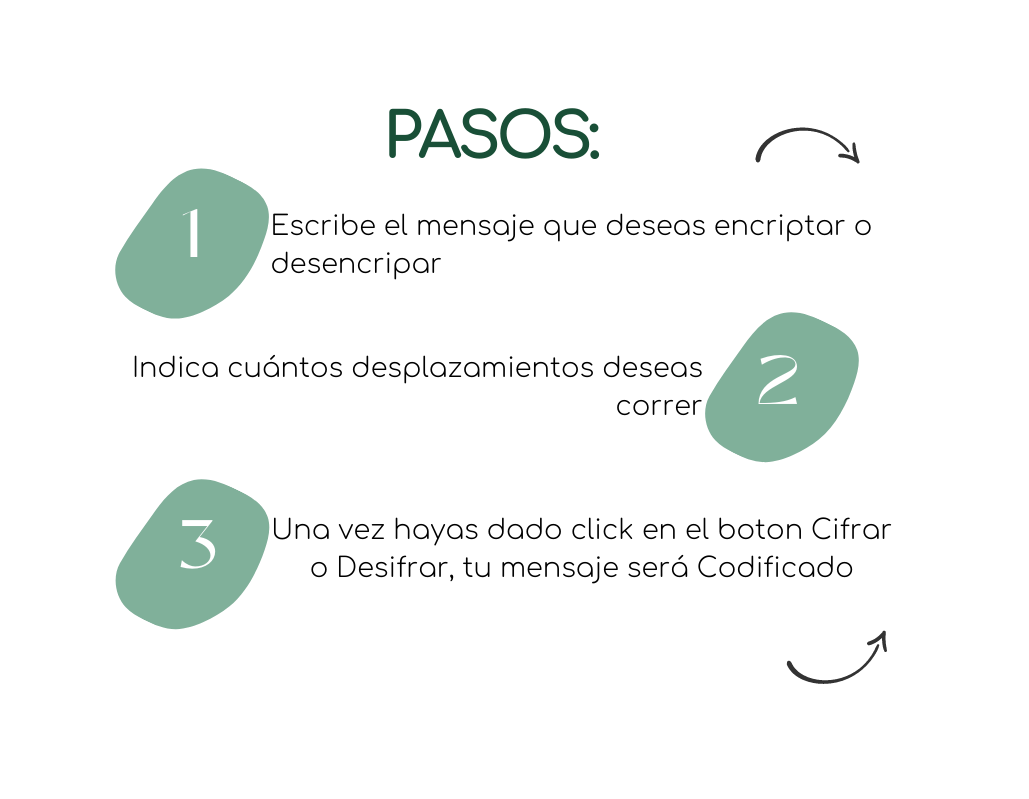 PASOS:
1
Escribe el mensaje que deseas encriptar o
desencripar
Indica cuántos desplazamientos deseas
correr
2
3
Una vez hayas dado click en el boton Cifrar
o Desifrar, tu mensaje será Codificado